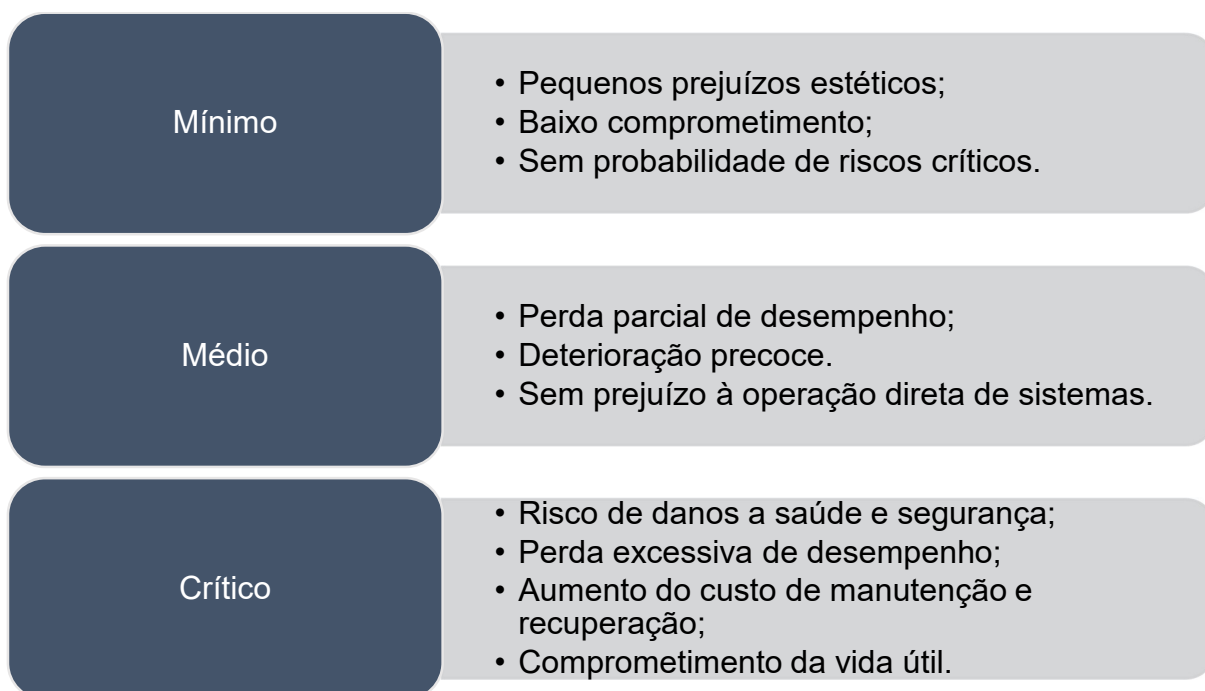 Mínimo
• Pequenos prejuízos estéticos;
• Baixo comprometimento;
• Sem probabilidade de riscos críticos.
Médio
• Perda parcial de desempenho;
• Deterioração precoce.
• Sem prejuízo à operação direta de sistemas.
Crítico
• Risco de danos a saúde e segurança;
• Perda excessiva de desempenho;
• Aumento do custo de manutenção e
recuperação;
• Comprometimento da vida útil.